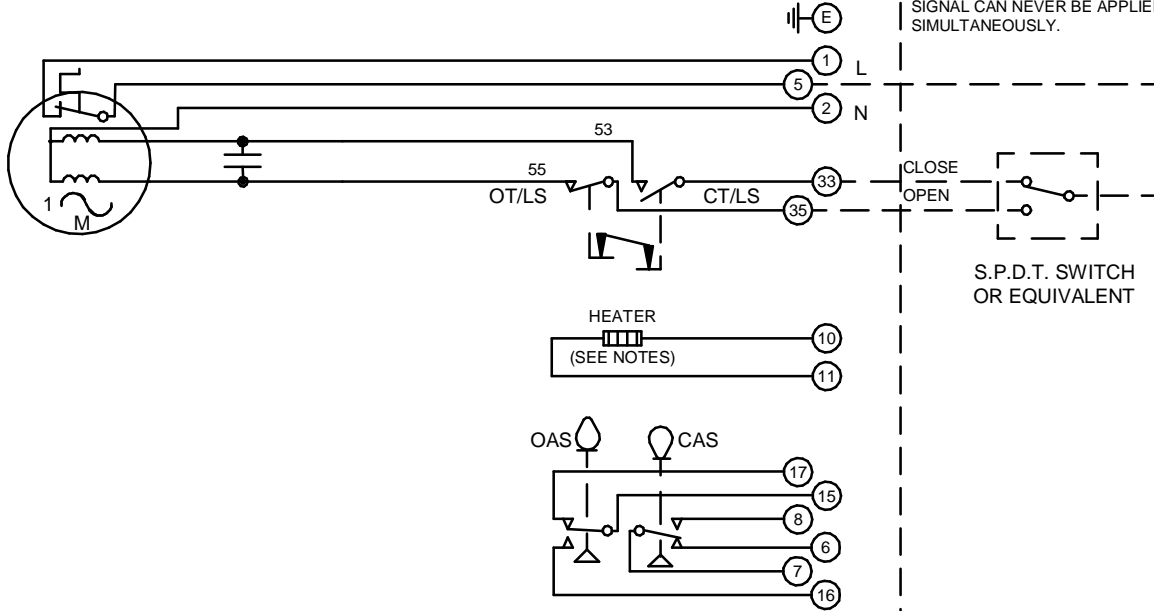 SIGNAL CAN NEVER BE APPLIED
SIMULTANEOUSLY.
E
1
L
5
2
N
53
55
OT/LS
CT/LS
33
CLOSE
35
OPEN
1
M
S.P.D.T. SWITCH
OR EQUIVALENT
HEATER
(SEE NOTES)
10
11
OAS
CAS
17
15
8
6
7
16